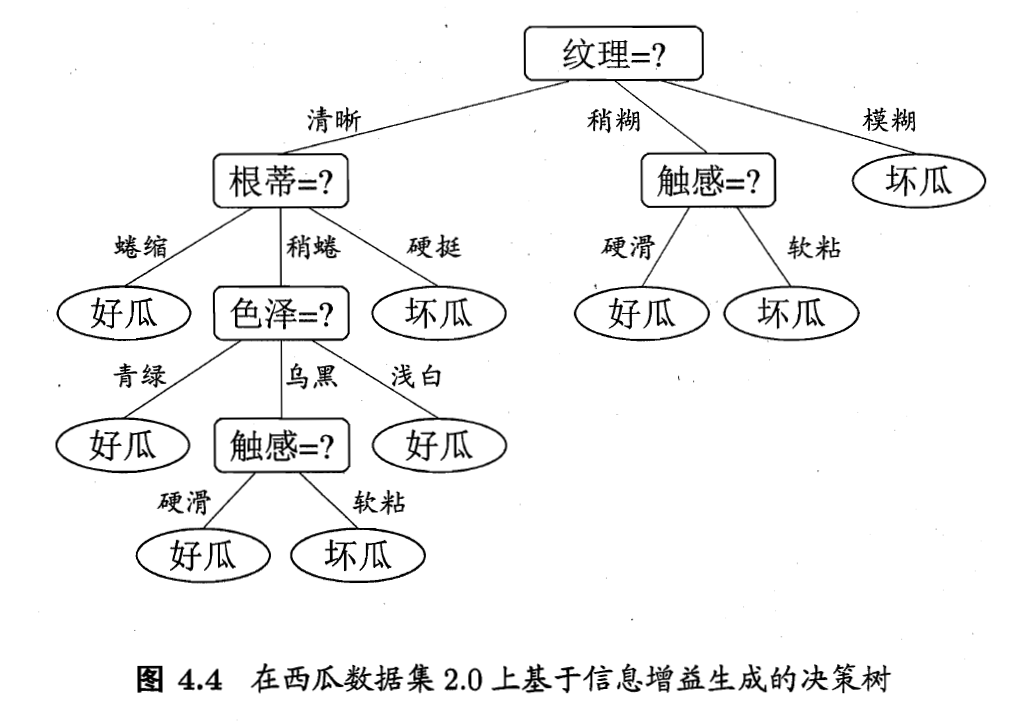 纹理=?
清晰 稍糊 模糊
根蒂=? 触感=? 坏瓜
蜷缩 稍蜷 硬挺 硬滑 软粘
好瓜 色泽=? 坏瓜 好瓜 坏瓜
青绿 乌黑 浅白
好瓜 触感=? 好瓜
硬滑 软粘
好瓜 坏瓜
图 4.4 在西瓜数据集 2.0 上基于信息增益生成的决策树